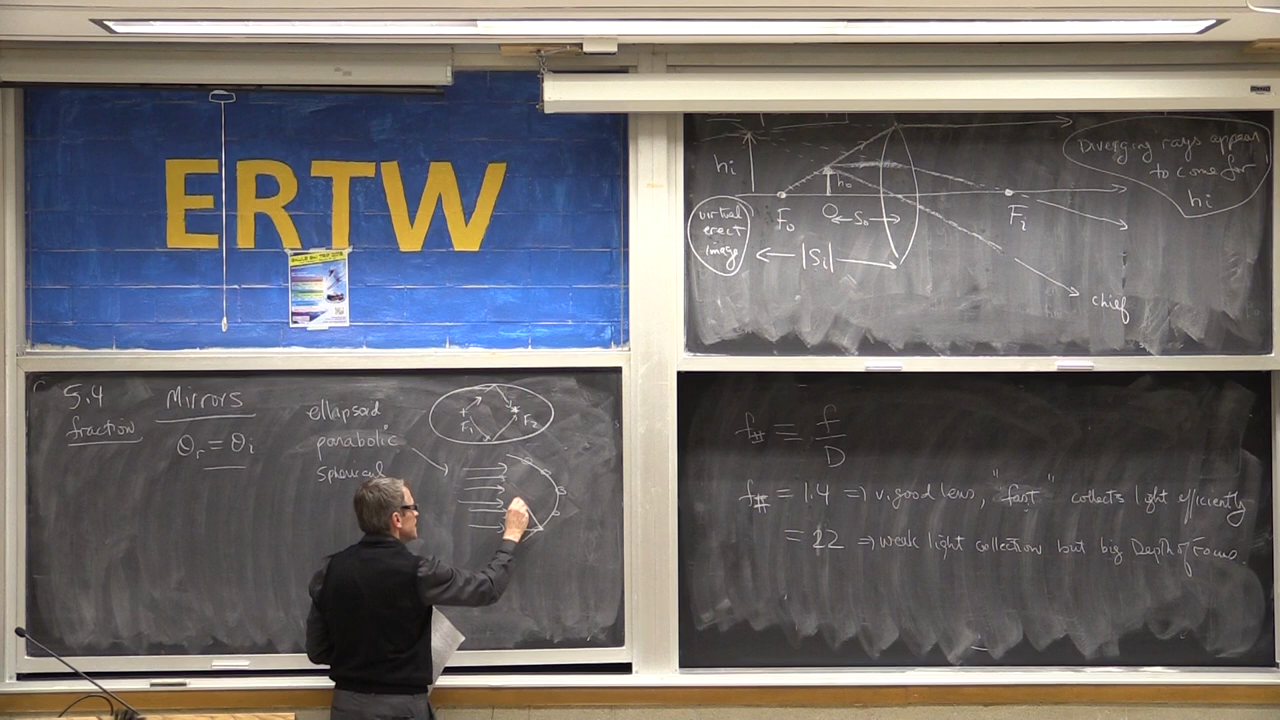 ERTW
5.4 Mirrors
fraction
θr = θi
ellapsoid
parabolic
spherical
F1
F2
hi
ho
Fo
O
So
Fi
virtual
erect
image
|Si|
chief
Diverging rays appear
to come for
hi
f# = f
D
f# = 1.4 => v. good lens, "fast" collects light efficiently
= 22 => weak light collection but big Depth of Focus.